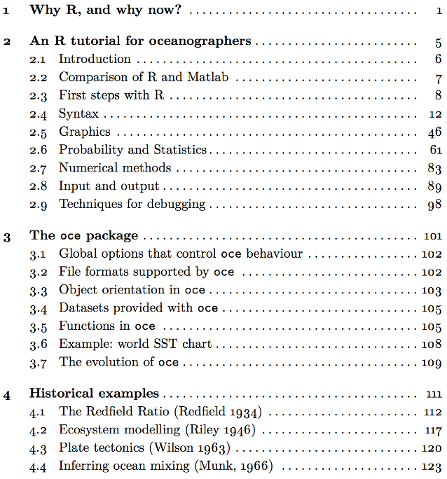 1 Why R, and why now? . . . . . . . . . . . . . . . . . . . . . . . . . . . . . 1
2 An R tutorial for oceanographers . . . . . . . . . . . . . . . . . . . . 5
2.1 Introduction . . . . . . . . . . . . . . . . . . . . . . . . . . . . . . . . . . . 6
2.2 Comparison of R and Matlab . . . . . . . . . . . . . . . . . . . . . . . 7
2.3 First steps with R . . . . . . . . . . . . . . . . . . . . . . . . . . . . . . . 8
2.4 Syntax . . . . . . . . . . . . . . . . . . . . . . . . . . . . . . . . . . . . . . . 12
2.5 Graphics . . . . . . . . . . . . . . . . . . . . . . . . . . . . . . . . . . . . . 46
2.6 Probability and Statistics . . . . . . . . . . . . . . . . . . . . . . . . . . 61
2.7 Numerical methods . . . . . . . . . . . . . . . . . . . . . . . . . . . . . . 83
2.8 Input and output . . . . . . . . . . . . . . . . . . . . . . . . . . . . . . . . 89
2.9 Techniques for debugging . . . . . . . . . . . . . . . . . . . . . . . . . . 98
3 The oce package . . . . . . . . . . . . . . . . . . . . . . . . . . . . . . . . . . 101
3.1 Global options that control oce behaviour . . . . . . . . . . . . . . 102
3.2 File formats supported by oce . . . . . . . . . . . . . . . . . . . . . . 102
3.3 Object orientation in oce . . . . . . . . . . . . . . . . . . . . . . . . . . 103
3.4 Datasets provided with oce . . . . . . . . . . . . . . . . . . . . . . . . 105
3.5 Functions in oce . . . . . . . . . . . . . . . . . . . . . . . . . . . . . . . . 105
3.6 Example: world SST chart . . . . . . . . . . . . . . . . . . . . . . . . . 108
3.7 The evolution of oce . . . . . . . . . . . . . . . . . . . . . . . . . . . . . 109
4 Historical examples . . . . . . . . . . . . . . . . . . . . . . . . . . . . . . . . 111
4.1 The Redfield Ratio (Redfield 1934) . . . . . . . . . . . . . . . . . . . 112
4.2 Ecosystem modelling (Riley 1946) . . . . . . . . . . . . . . . . . . . . 117
4.3 Plate tectonics (Wilson 1963) . . . . . . . . . . . . . . . . . . . . . . . 120
4.4 Inferring ocean mixing (Munk, 1966) . . . . . . . . . . . . . . . . . 123